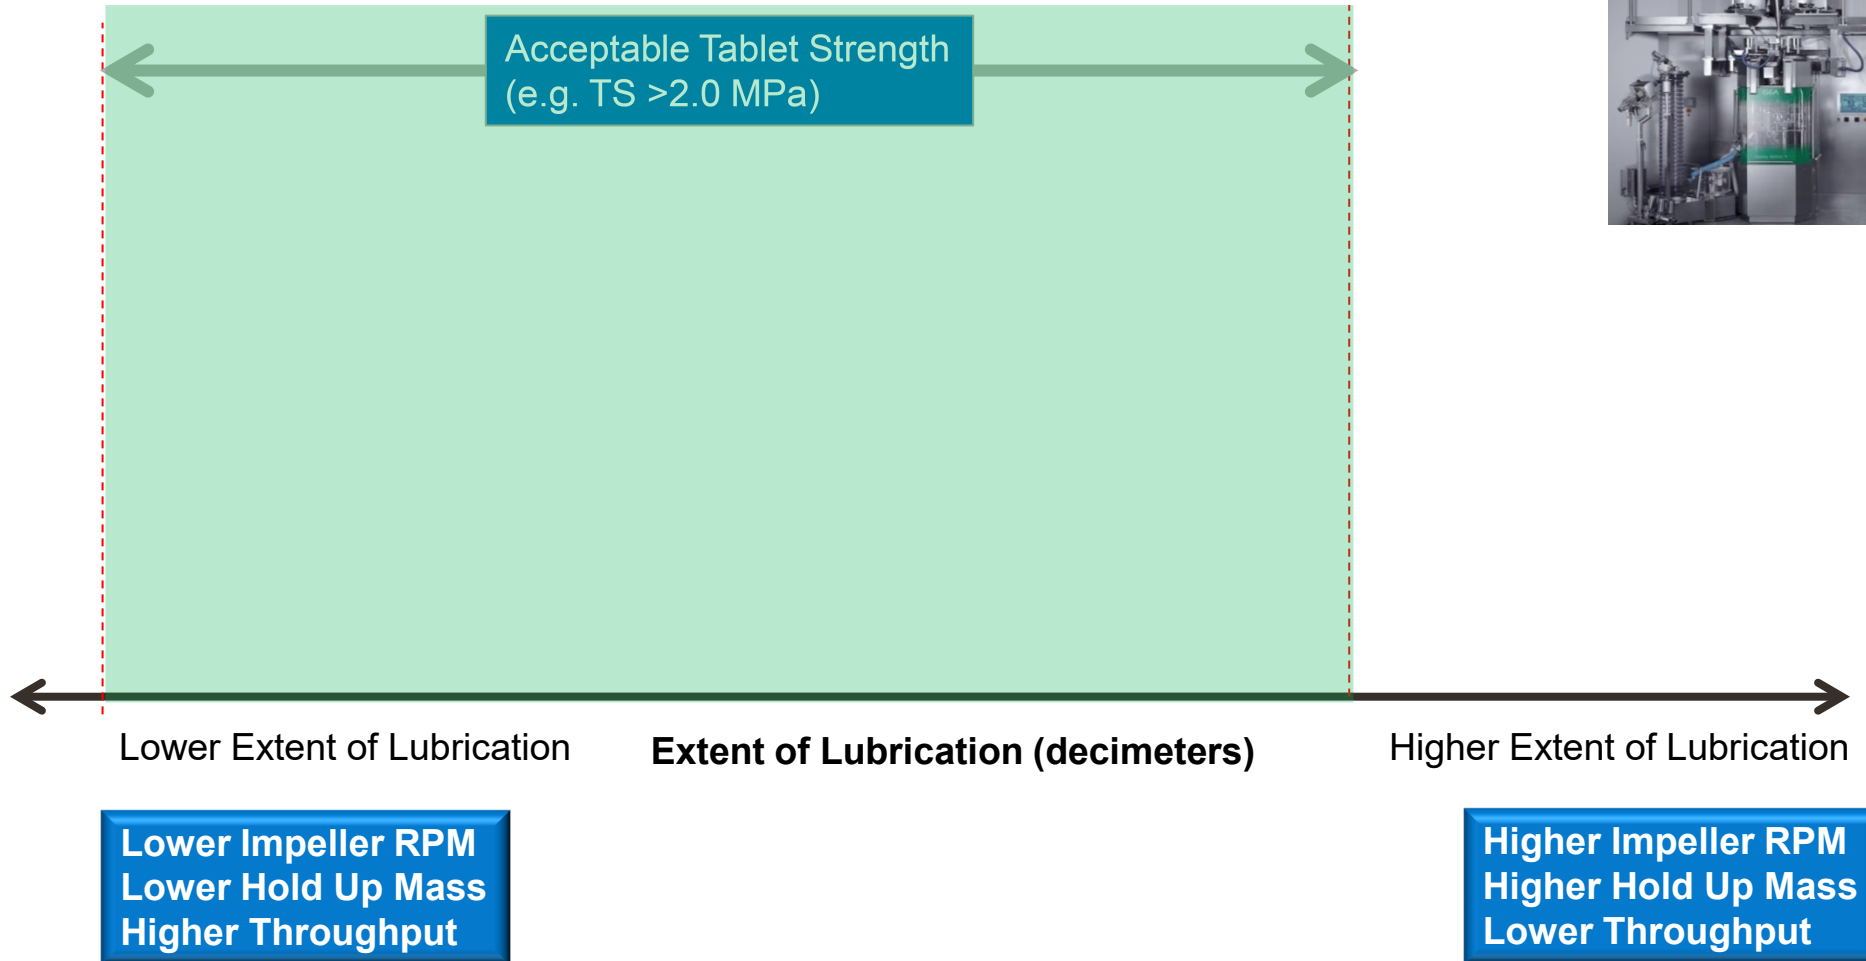 Acceptable Tablet Strength
(e.g. TS >2.0 MPa)
Lower Extent of Lubrication
Extent of Lubrication (decimeters)
Higher Extent of Lubrication
Lower Impeller RPM
Lower Hold Up Mass
Higher Throughput
Higher Impeller RPM
Higher Hold Up Mass
Lower Throughput